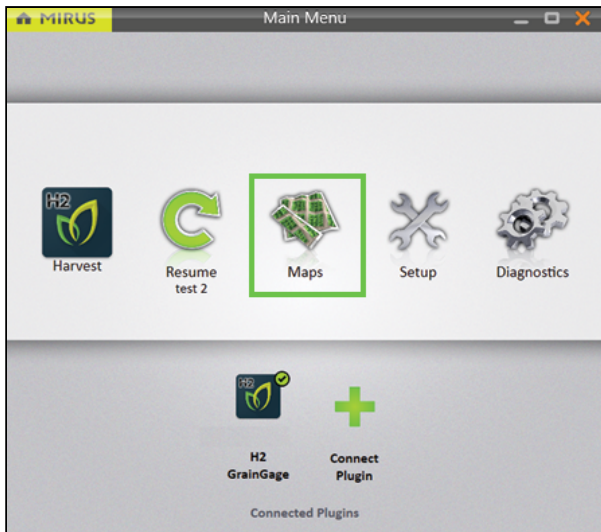 MIRUS
Main Menu
H2
Harvest
Resume
test 2
Maps
Setup
Diagnostics
H2
H2
GrainGage
Connect
Plugin
Connected Plugins